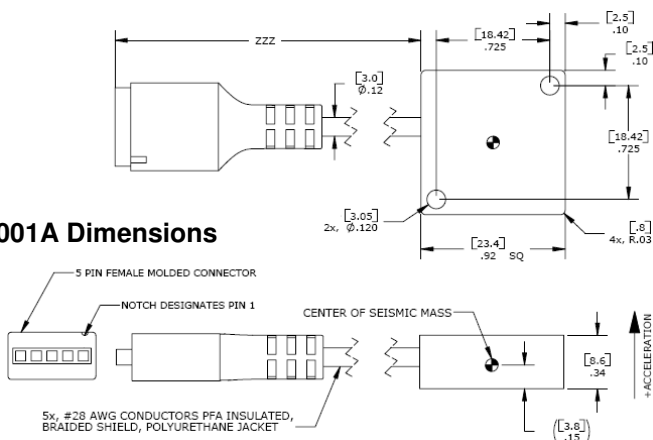 [2.5]
.10
[18.42]
.725
ZZZ
[2.5]
.10
[3.0]
Ø.12
[18.42]
.725
[3.05]
2x, Ø.120
[.8]
4x, R.03
[23.4]
.92 SQ
001A Dimensions
5 PIN FEMALE MOLDED CONNECTOR
NOTCH DESIGNATES PIN 1
CENTER OF SEISMIC MASS
+ACCELERATION
[8.6]
.34
5x, #28 AWG CONDUCTORS PFA INSULATED,
BRAIDED SHIELD, POLYURETHANE JACKET
([3.8]
.15)